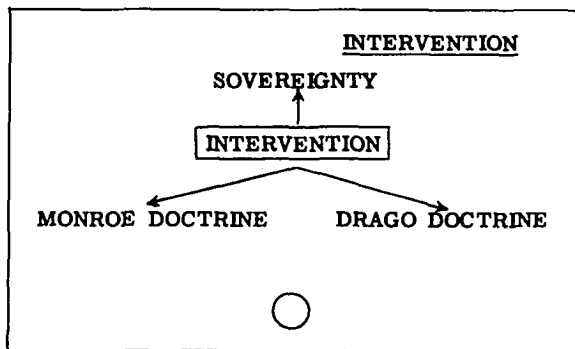 INTERVENTION
SOVEREIGNTY
INTERVENTION
MONROE DOCTRINE DRAGO DOCTRINE